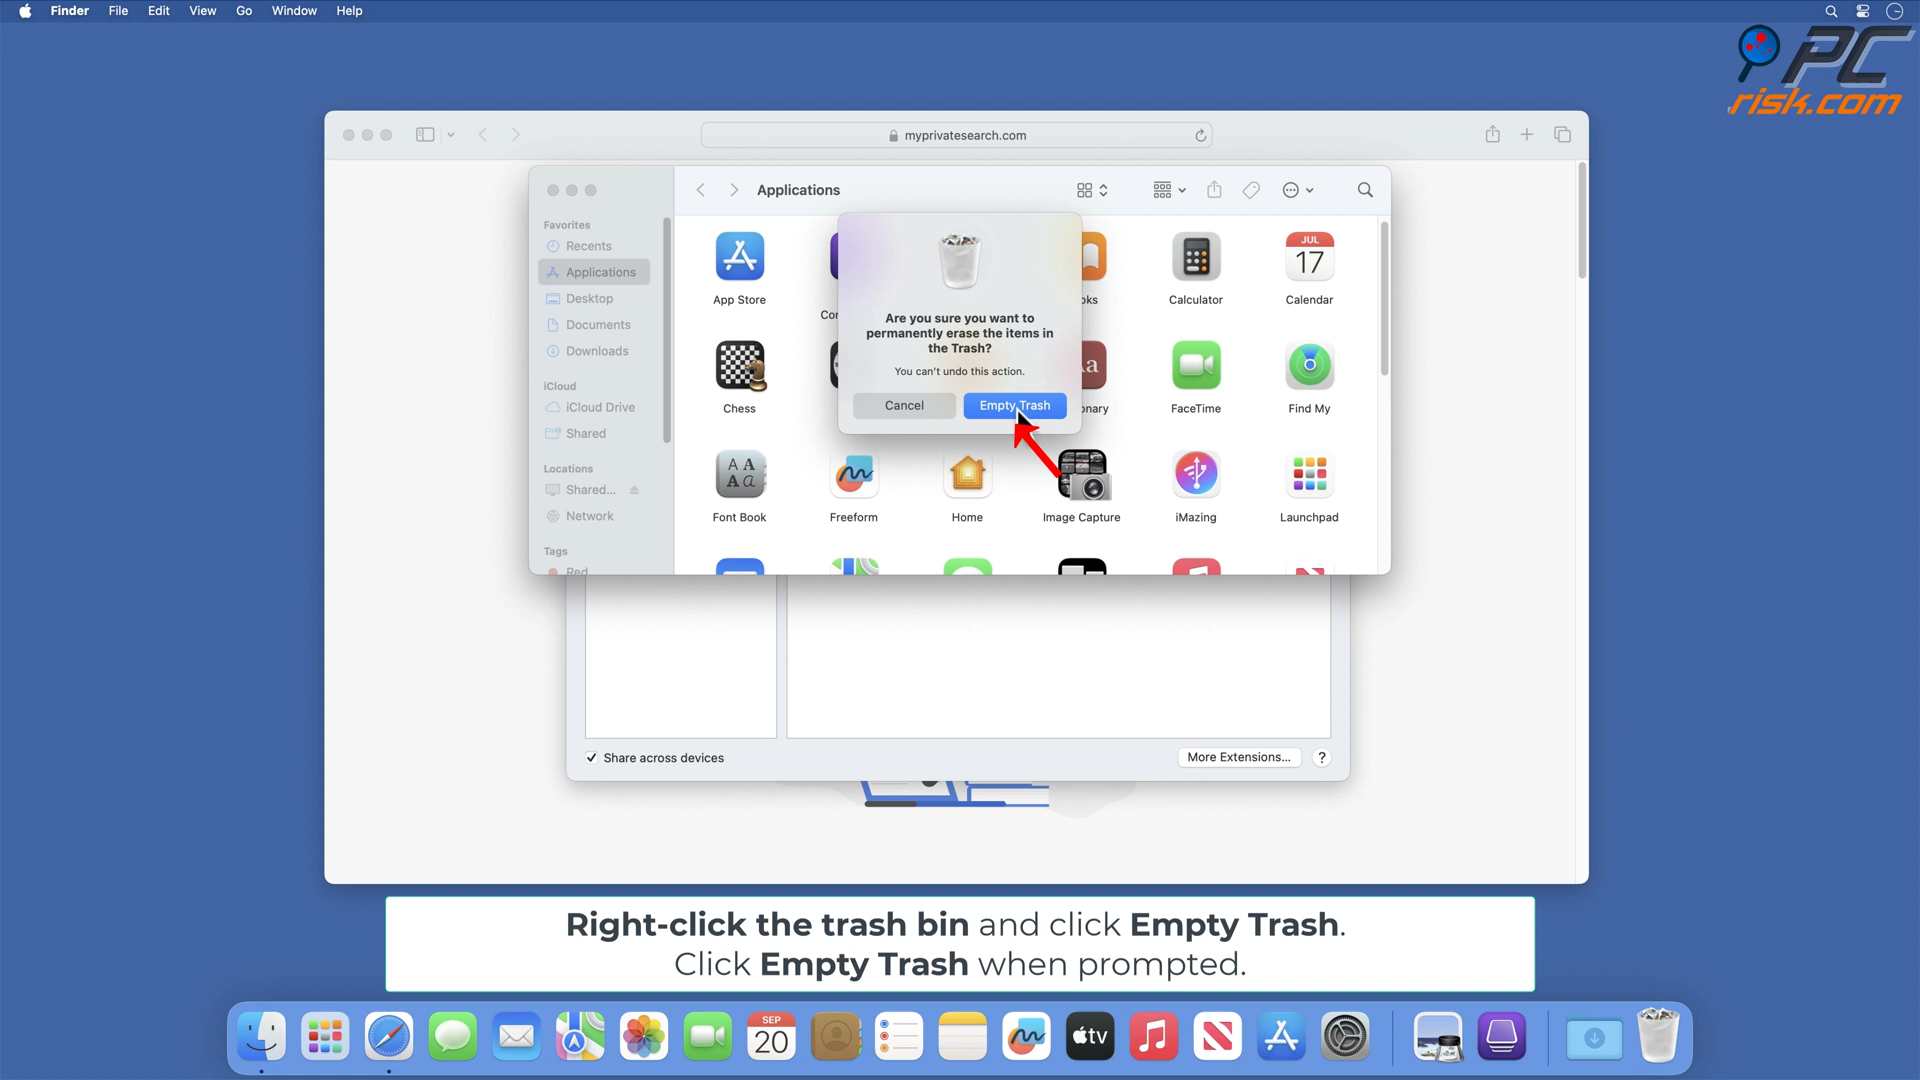 Finder File Edit View Go Window Help
PC
risk.com
myprivatesearch.com
Applications
Favorites
Recents
Applications
Desktop
Documents
Downloads
iCloud
iCloud Drive
Shared
Locations
Shared...
Network
Tags
Red
App Store
Calculator
JUL
17
Calendar
Are you sure you want to
permanently erase the items in
the Trash?
You can't undo this action.
Cancel
Empty Trash
Chess
FaceTime
Find My
Font Book
Freeform
Home
Image Capture
iMazing
Launchpad
Share across devices
More Extensions...
?
Right-click the trash bin and click Empty Trash.
Click Empty Trash when prompted.
SEP
20
tv